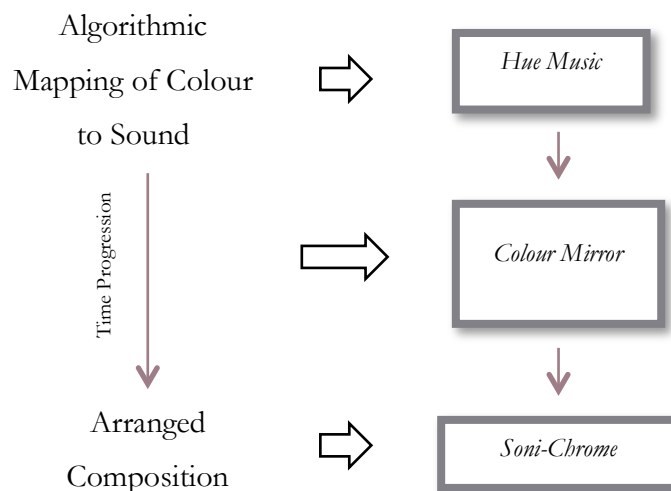 Algorithmic
Mapping of Colour
to Sound
Hue Music
Time Progression
Colour Mirror
Arranged
Composition
Soni-Chrome